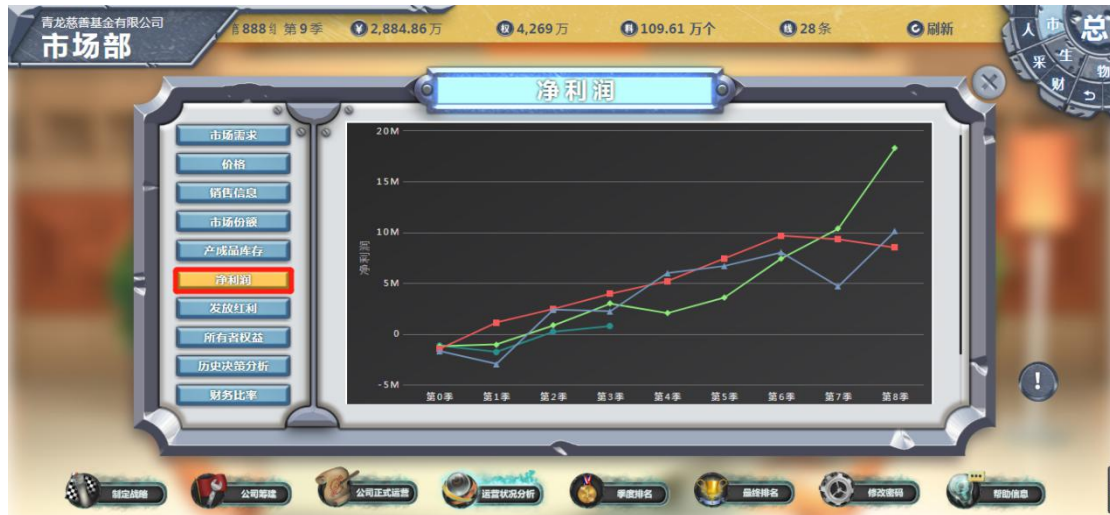 青龙慈善基金有限公司
市场部
888 第9季
2,884.86万
权 4,269万
料 109.61 万个
线 28条
刷新
人
市
总
采
生
物
财
净利润
市场需求
价格
销售信息
市场份额
产成品库存
净利润
发放红利
所有者权益
历史决策分析
财务比率
净利润
20M
15M
10M
5M
0
-5M
第0季 第1季 第2季 第3季 第4季 第5季 第6季 第7季 第8季
!
制定战略
公司筹建
公司正式运营
运营状况分析
季度排名
最终排名
修改密码
帮助信息